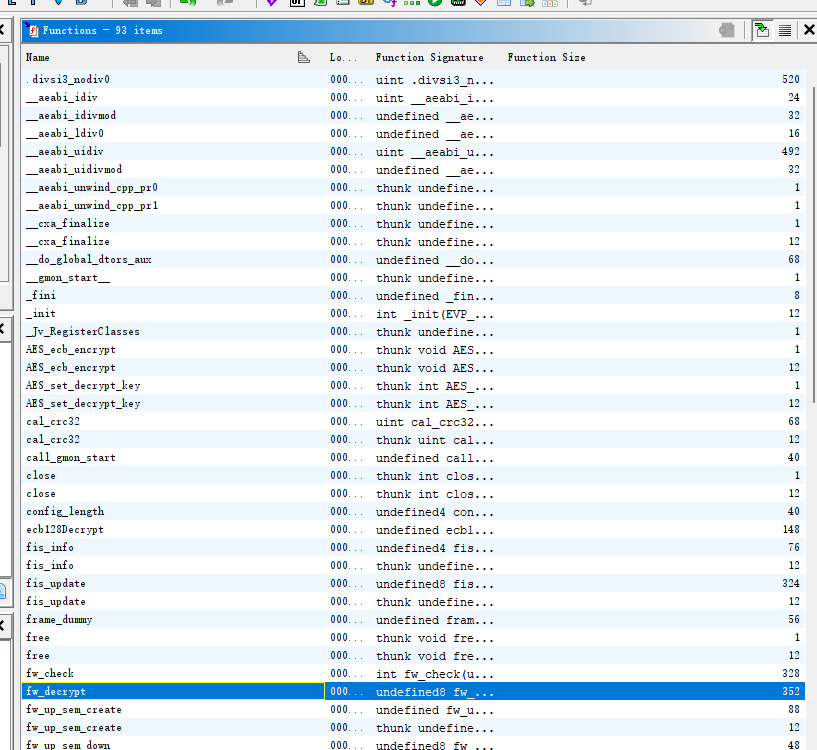 Functions - 93 items
Name Lo... Function Signature Function Size
.divsi3_nodiv0 000... uint .divsi3_n... 520
__aeabi_idiv 000... uint __aeabi_i... 24
__aeabi_idivmod 000... undefined __ae... 32
__aeabi_ldiv0 000... undefined __ae... 16
__aeabi_uidiv 000... uint __aeabi_u... 492
__aeabi_uidivmod 000... undefined __ae... 32
__aeabi_unwind_cpp_pr0 000... thunk undefine... 1
__aeabi_unwind_cpp_pr1 000... thunk undefine... 1
__cxa_finalize 000... thunk undefine... 1
__cxa_finalize 000... thunk undefine... 12
__do_global_dtors_aux 000... undefined __do... 68
__gmon_start__ 000... thunk undefine... 1
_fini 000... undefined _fin... 8
_init 000... int _init(EVP_... 12
_Jv_RegisterClasses 000... thunk undefine... 1
AES_ecb_encrypt 000... thunk void AES... 1
AES_ecb_encrypt 000... thunk void AES... 12
AES_set_decrypt_key 000... thunk int AES_... 1
AES_set_decrypt_key 000... thunk int AES_... 12
cal_crc32 000... uint cal_crc32... 68
cal_crc32 000... thunk uint cal... 12
call_gmon_start 000... undefined call... 40
close 000... thunk int clos... 1
close 000... thunk int clos... 12
config_length 000... undefined4 con... 40
ecb128Decrypt 000... undefined ecb1... 148
fis_info 000... undefined4 fis... 76
fis_info 000... thunk undefine... 12
fis_update 000... undefined8 fis... 324
fis_update 000... thunk undefine... 12
frame_dummy 000... undefined fram... 56
free 000... thunk void fre... 1
free 000... thunk void fre... 12
fw_check 000... int fw_check(u... 328
fw_decrypt 000... undefined8 fw_... 352
fw_up_sem_create 000... undefined fw_u... 88
fw_up_sem_create 000... thunk undefine... 12
fw_up_sem_down 000... undefined8 fw_... 48